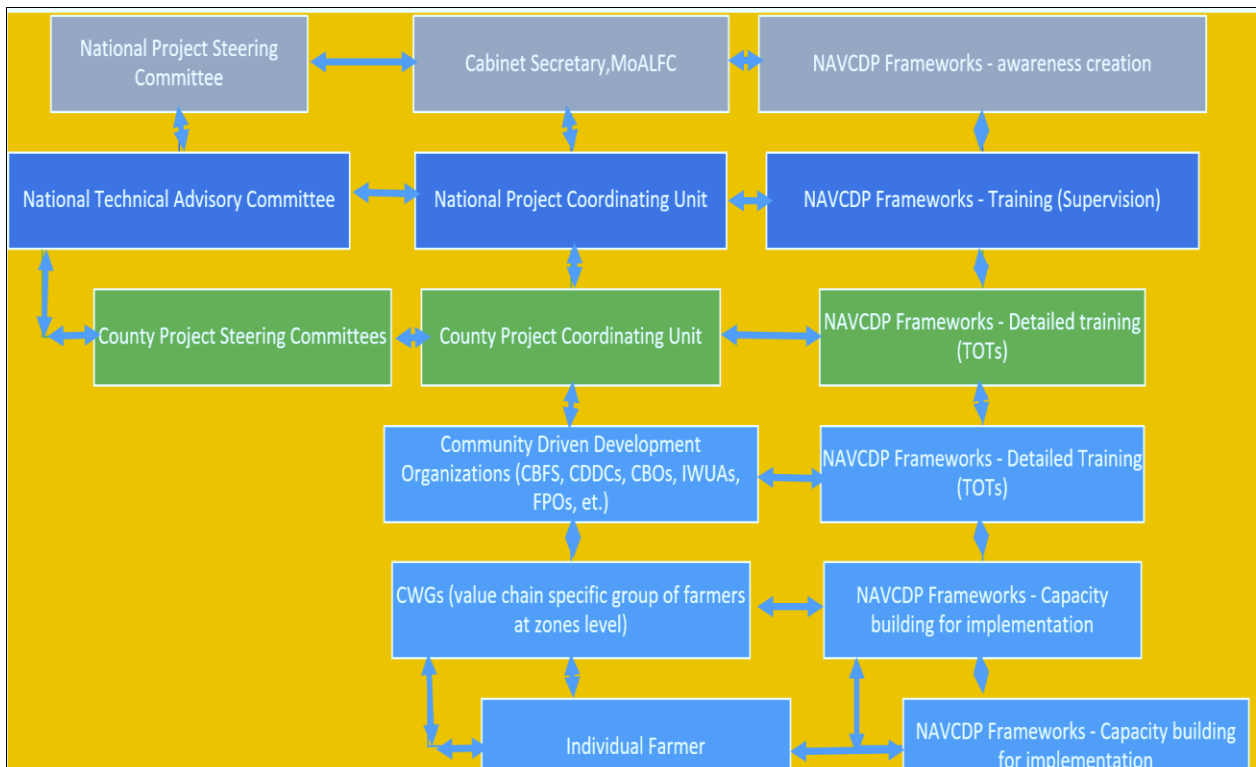 National Project Steering
Committee
Cabinet Secretary,MoALFC
NAVCDP Frameworks - awareness creation
National Technical Advisory Committee
National Project Coordinating Unit
NAVCDP Frameworks - Training (Supervision)
County Project Steering Committees
County Project Coordinating Unit
NAVCDP Frameworks - Detailed training
(TOTs)
Community Driven Development
Organizations (CBFS, CDDCs, CBOs, IWUAs,
FPOs, et.)
NAVCDP Frameworks - Detailed Training
(TOTs)
CWGs (value chain specific group of farmers
at zones level)
NAVCDP Frameworks - Capacity
building for implementation
Individual Farmer
NAVCDP Frameworks - Capacity building
for implementation